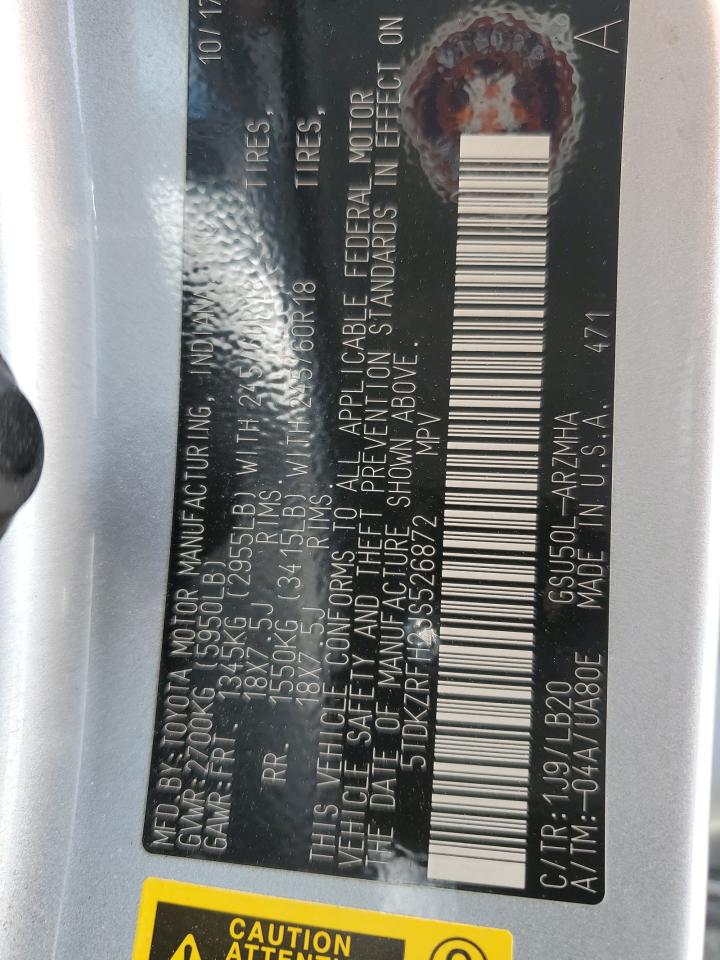 MFD.BY:TOYOTA MOTOR MANUFACTURING, INDIANA, 10/17
GVWR:2700KG (5950LB)
GAWR:FRT 1345KG (2955LB) WITH 245/60R18 TIRES,
18X7.5J RIMS
RR. 1550KG (3415LB) WITH 245/60R18 TIRES,
18X7.5J RIMS.
THIS VEHICLE CONFORMS TO ALL APPLICABLE FEDERAL MOTOR
VEHICLE SAFETY AND THEFT PREVENTION STANDARDS IN EFFECT ON
THE DATE OF MANUFACTURE SHOWN ABOVE.
5TDKZRFH2JS526872 MPV
C/TR:1J9/LB20 GSU50L-ARZMHA
A/TM:-04A/UA80E MADE IN U.S.A. 471 A
CAUTION